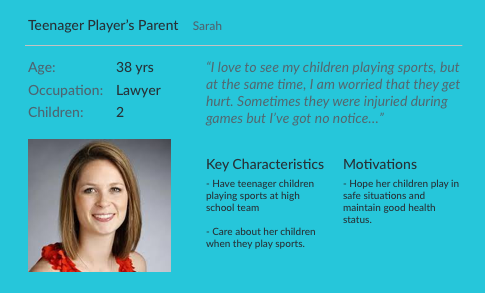 Teenager Player's Parent Sarah
Age: 38 yrs
Occupation: Lawyer
Children: 2
"I love to see my children playing sports, but
at the same time, I am worried that they get
hurt. Sometimes they were injured during
games but I've got no notice..."
Key Characteristics
- Have teenager children
playing sports at high
school team
- Care about her children
when they play sports.
Motivations
- Hope her children play in
safe situations and
maintain good health
status.